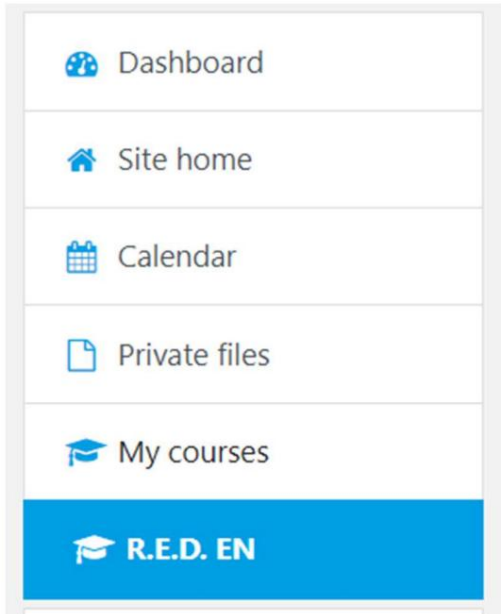 Dashboard
Site home
Calendar
Private files
My courses
R.E.D. EN